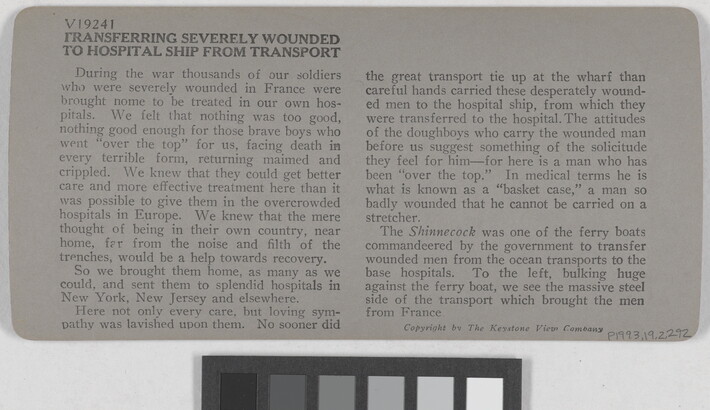 V19241
TRANSFERRING SEVERELY WOUNDED
TO HOSPITAL SHIP FROM TRANSPORT
During the war thousands of our soldiers
who were severely wounded in France were
brought nome to be treated in our own hos-
pitals. We felt that nothing was too good,
nothing good enough for those brave boys who
went "over the top" for us, facing death in
every terrible form, returning maimed and
crippled. We knew that they could get better
care and more effective treatment here than it
was possible to give them in the overcrowded
hospitals in Europe. We knew that the mere
thought of being in their own country, near
home, far from the noise and filth of the
trenches, would be a help towards recovery.
So we brought them home, as many as we
could, and sent them to splendid hospitals in
New York, New Jersey and elsewhere.
Here not only every care, but loving sym-
pathy was lavished upon them. No sooner did
the great transport tie up at the wharf than
careful hands carried these desperately wound-
ed men to the hospital ship, from which they
were transferred to the hospital. The attitudes
of the doughboys who carry the wounded man
before us suggest something of the solicitude
they feel for him—for here is a man who has
been "over the top." In medical terms he is
what is known as a "basket case," a man so
badly wounded that he cannot be carried on a
stretcher.
The Shinnecock was one of the ferry boats
commandeered by the government to transfer
wounded men from the ocean transports to the
base hospitals. To the left, bulking huge
against the ferry boat, we see the massive steel
side of the transport which brought the men
from France
Copyright by The Keystone View Company
P1993.19.2292